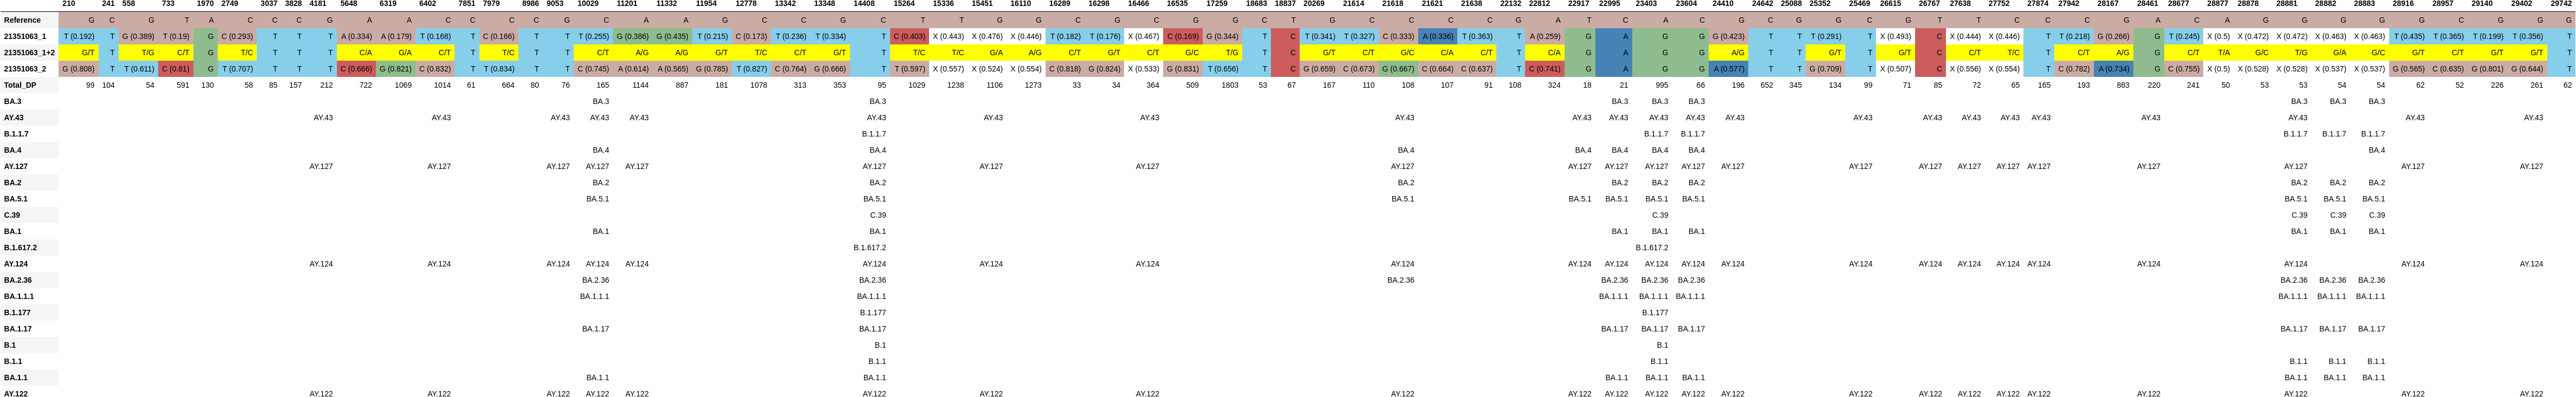 210 241 558 733 1970 2749 3037 3828 4181 5648 6319 6402 7851 7979 8986 9053 10029 11201 11332 11954 12778 13342 13348 14408 15264 15336 15451 16110 16289 16298 16466 16535 17259 18683 18837 20269 21614 21618 21621 21638 22132 22812 22917 22995 23403 23604 24410 24642 25088 25352 25469 26615 26767 27638 27752 27874 27942 28167 28461 28677 28877 28878 28881 28882 28883 28916 28957 29140 29402 29742
Reference G C G T A C C C G A A C C C C G C A A G C C G C T T G G C G C G G C T G C C C C G A T C A C G C G G C G T T C C C G A C A G G G G G C G G G
21351063_1 T (0.192) T G (0.389) T (0.19) G C (0.293) T T T A (0.334) A (0.179) T (0.168) T C (0.166) T T T (0.255) G (0.386) G (0.435) T (0.215) C (0.173) T (0.236) T (0.334) T C (0.403) X (0.443) X (0.476) X (0.446) T (0.182) T (0.176) X (0.467) C (0.169) G (0.344) T C T (0.341) T (0.327) C (0.333) A (0.336) T (0.363) T A (0.259) G A G G G (0.423) T T T (0.291) T X (0.493) C X (0.444) X (0.446) T T (0.218) G (0.266) G T (0.245) X (0.5) X (0.472) X (0.472) X (0.463) X (0.463) T (0.435) T (0.365) T (0.199) T (0.356) T
21351063_1+2 G/T T T/G C/T G T/C T T T C/A G/A C/T T T/C T T C/T A/G A/G G/T T/C C/T G/T T T/C T/C G/A A/G C/T G/T C/T G/C T/G T C G/T C/T G/C C/A C/T T C/A G A G G A/G T T G/T T G/T C C/T T/C T C/T A/G G C/T T/A G/C T/G G/A G/C G/T C/T G/T G/T T
21351063_2 G (0.808) T T (0.611) C (0.81) G T (0.707) T T T C (0.666) G (0.821) C (0.832) T T (0.834) T T C (0.745) A (0.614) A (0.565) G (0.785) T (0.827) C (0.764) G (0.666) T T (0.597) X (0.557) X (0.524) X (0.554) C (0.818) G (0.824) X (0.533) G (0.831) T (0.656) T C G (0.659) C (0.673) G (0.667) C (0.664) C (0.637) T C (0.741) G A G G A (0.577) T T G (0.709) T X (0.507) C X (0.556) X (0.554) T C (0.782) A (0.734) G C (0.755) X (0.5) X (0.528) X (0.528) X (0.537) X (0.537) G (0.565) C (0.635) G (0.801) G (0.644) T
Total_DP 99 104 54 591 130 58 85 157 212 722 1069 1014 61 664 80 76 165 1144 887 181 1078 313 353 95 1029 1238 1106 1273 33 34 364 509 1803 53 67 167 110 108 107 91 108 324 18 21 995 66 196 652 345 134 99 71 85 72 65 165 193 883 220 241 50 53 53 54 54 62 52 226 261 62
BA.3 BA.3 BA.3 BA.3 BA.3 BA.3 BA.3 BA.3 BA.3
AY.43 AY.43 AY.43 AY.43 AY.43 AY.43 AY.43 AY.43 AY.43 AY.43 AY.43 AY.43 AY.43 AY.43 AY.43 AY.43 AY.43 AY.43 AY.43 AY.43 AY.43 AY.43 AY.43 AY.43
B.1.1.7 B.1.1.7 B.1.1.7 B.1.1.7 B.1.1.7 B.1.1.7 B.1.1.7
BA.4 BA.4 BA.4 BA.4 BA.4 BA.4 BA.4 BA.4 BA.4
AY.127 AY.127 AY.127 AY.127 AY.127 AY.127 AY.127 AY.127 AY.127 AY.127 AY.127 AY.127 AY.127 AY.127 AY.127 AY.127 AY.127 AY.127 AY.127 AY.127 AY.127 AY.127 AY.127 AY.127
BA.2 BA.2 BA.2 BA.2 BA.2 BA.2 BA.2 BA.2 BA.2 BA.2
BA.5.1 BA.5.1 BA.5.1 BA.5.1 BA.5.1 BA.5.1 BA.5.1 BA.5.1 BA.5.1 BA.5.1 BA.5.1
C.39 C.39 C.39 C.39 C.39 C.39
BA.1 BA.1 BA.1 BA.1 BA.1 BA.1 BA.1 BA.1 BA.1
B.1.617.2 B.1.617.2 B.1.617.2
AY.124 AY.124 AY.124 AY.124 AY.124 AY.124 AY.124 AY.124 AY.124 AY.124 AY.124 AY.124 AY.124 AY.124 AY.124 AY.124 AY.124 AY.124 AY.124 AY.124 AY.124 AY.124 AY.124 AY.124
BA.2.36 BA.2.36 BA.2.36 BA.2.36 BA.2.36 BA.2.36 BA.2.36 BA.2.36 BA.2.36 BA.2.36
BA.1.1.1 BA.1.1.1 BA.1.1.1 BA.1.1.1 BA.1.1.1 BA.1.1.1 BA.1.1.1 BA.1.1.1 BA.1.1.1
B.1.177 B.1.177 B.1.177
BA.1.17 BA.1.17 BA.1.17 BA.1.17 BA.1.17 BA.1.17 BA.1.17 BA.1.17 BA.1.17
B.1 B.1 B.1
B.1.1 B.1.1 B.1.1 B.1.1 B.1.1 B.1.1
BA.1.1 BA.1.1 BA.1.1 BA.1.1 BA.1.1 BA.1.1 BA.1.1 BA.1.1 BA.1.1
AY.122 AY.122 AY.122 AY.122 AY.122 AY.122 AY.122 AY.122 AY.122 AY.122 AY.122 AY.122 AY.122 AY.122 AY.122 AY.122 AY.122 AY.122 AY.122 AY.122 AY.122 AY.122 AY.122 AY.122